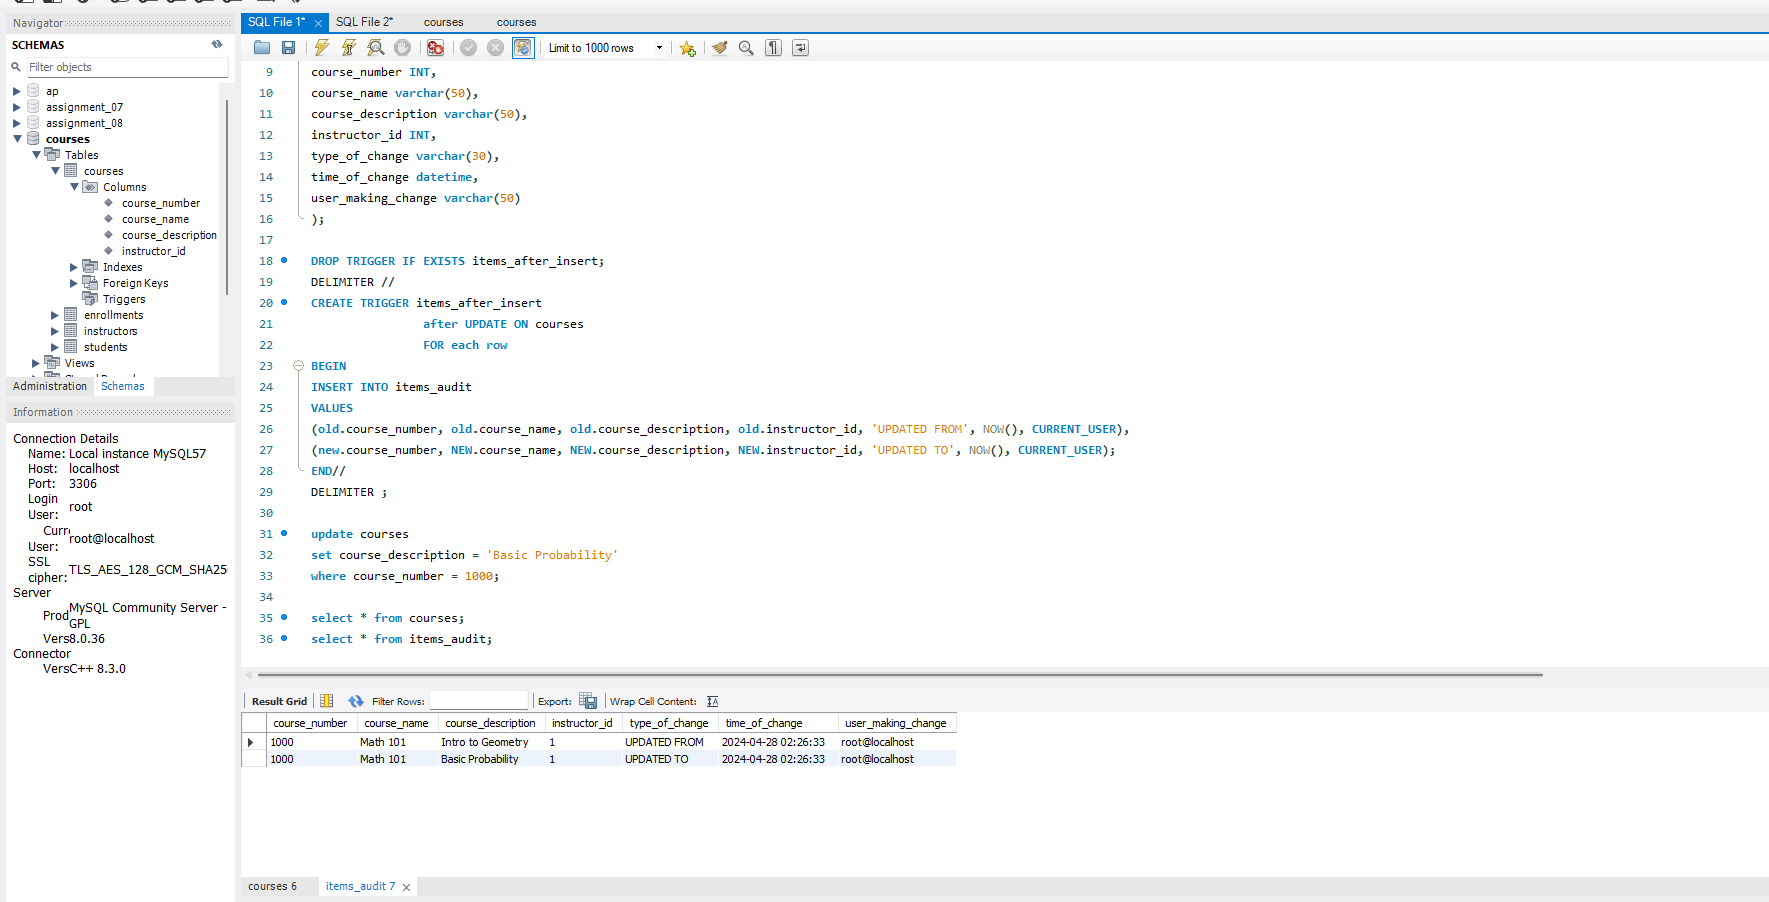 Navigator
SCHEMAS
Filter objects
ap
assignment_07
assignment_08
courses
Tables
courses
Columns
course_number
course_name
course_description
instructor_id
Indexes
Foreign Keys
Triggers
enrollments
instructors
students
Views
Administration Schemas
Information
Connection Details
Name: Local instance MySQL57
Host: localhost
Port: 3306
Login
User: root
Curr
User: root@localhost
SSL
cipher: TLS_AES_128_GCM_SHA25
Server
Prod MySQL Community Server -
GPL
Vers 8.0.36
Connector
Vers C++ 8.3.0
SQL File 1* SQL File 2* courses courses
Limit to 1000 rows
9 course_number INT,
10 course_name varchar(50),
11 course_description varchar(50),
12 instructor_id INT,
13 type_of_change varchar(30),
14 time_of_change datetime,
15 user_making_change varchar(50)
16 );
17
18 DROP TRIGGER IF EXISTS items_after_insert;
19 DELIMITER //
20 CREATE TRIGGER items_after_insert
21 after UPDATE ON courses
22 FOR each row
23 BEGIN
24 INSERT INTO items_audit
25 VALUES
26 (old.course_number, old.course_name, old.course_description, old.instructor_id, 'UPDATED FROM', NOW(), CURRENT_USER),
27 (new.course_number, NEW.course_name, NEW.course_description, NEW.instructor_id, 'UPDATED TO', NOW(), CURRENT_USER);
28 END//
29 DELIMITER ;
30
31 update courses
32 set course_description = 'Basic Probability'
33 where course_number = 1000;
34
35 select * from courses;
36 select * from items_audit;
Result Grid Filter Rows: Export: Wrap Cell Content:
course_number course_name course_description instructor_id type_of_change time_of_change user_making_change
1000 Math 101 Intro to Geometry 1 UPDATED FROM 2024-04-28 02:26:33 root@localhost
1000 Math 101 Basic Probability 1 UPDATED TO 2024-04-28 02:26:33 root@localhost
courses 6 items_audit 7